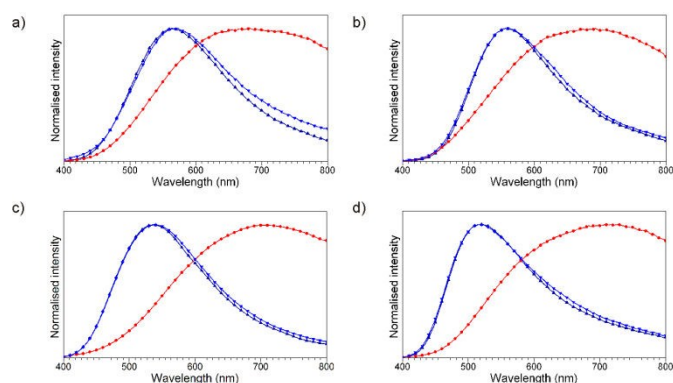 a)
b)
Normalised intensity
Normalised intensity
400 500 600 700 800
400 500 600 700 800
Wavelength (nm)
Wavelength (nm)
c)
d)
Normalised intensity
Normalised intensity
400 500 600 700 800
400 500 600 700 800
Wavelength (nm)
Wavelength (nm)